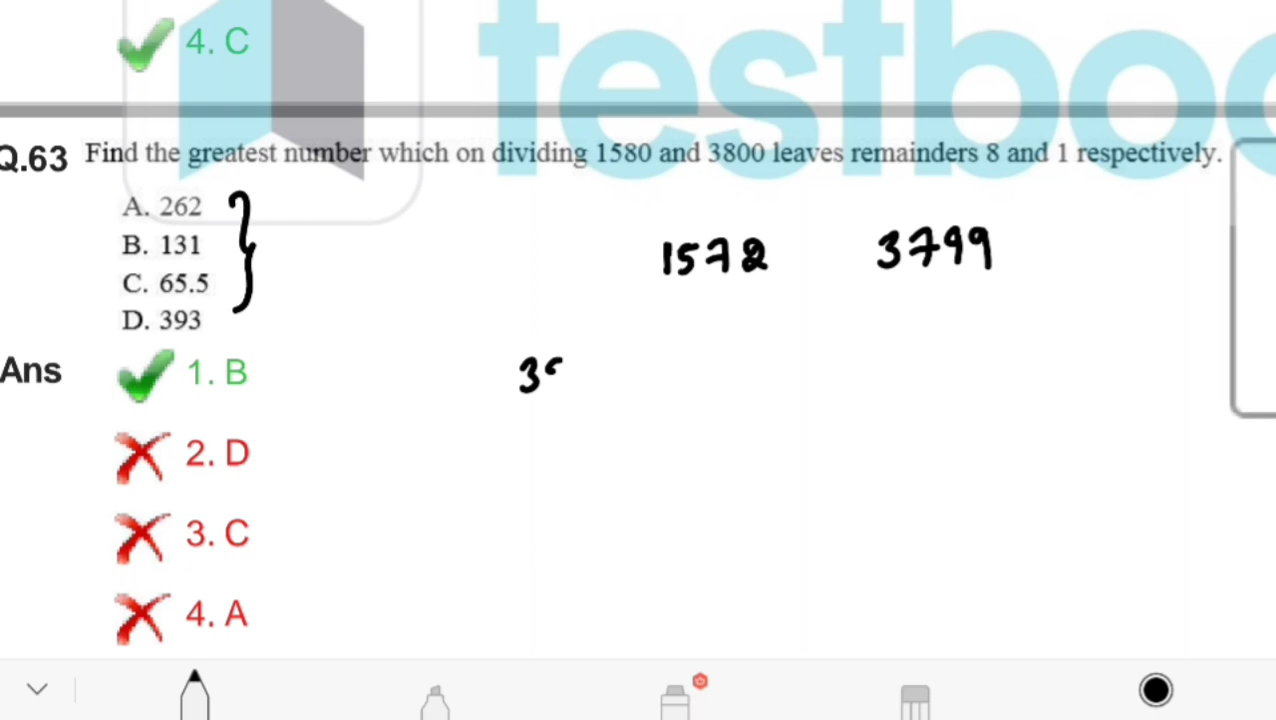 4. C
testboo
Q.63 Find the greatest number which on dividing 1580 and 3800 leaves remainders 8 and 1 respectively.
A. 262
B. 131
C. 65.5
D. 393
1572 3799
Ans 1. B
3
2. D
3. C
4. A